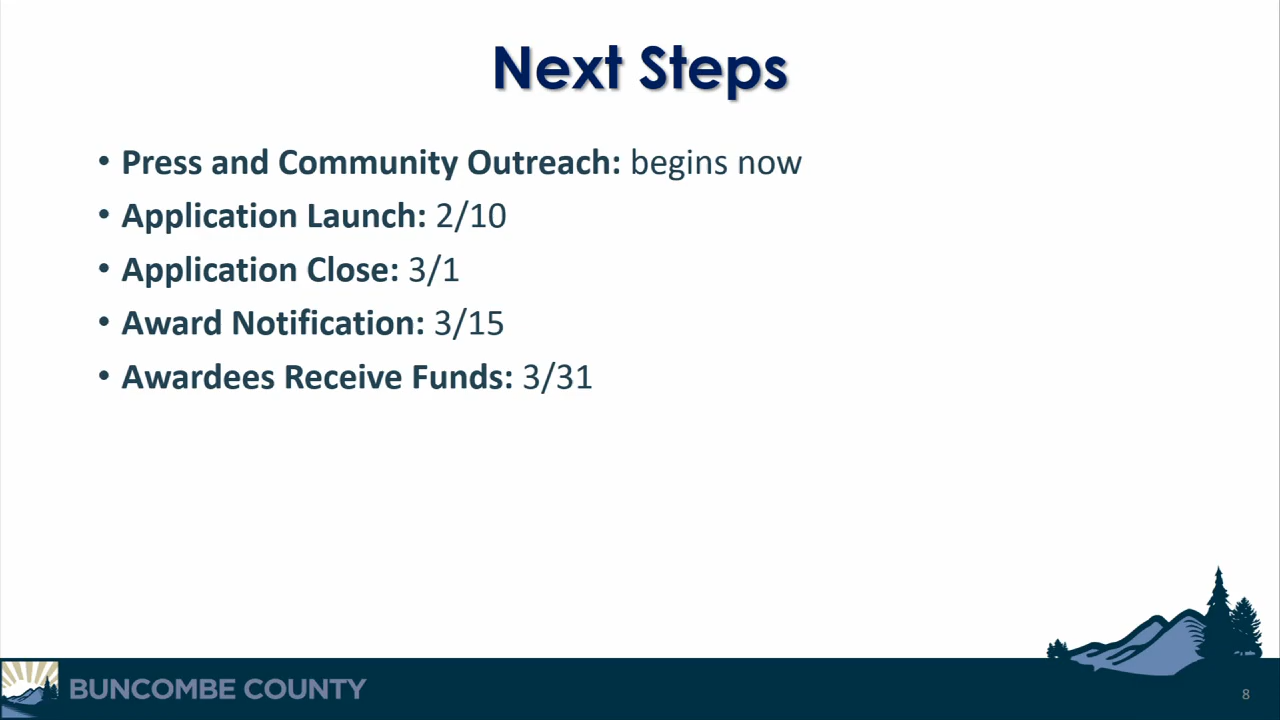 Next Steps
• Press and Community Outreach: begins now
• Application Launch: 2/10
• Application Close: 3/1
• Award Notification: 3/15
• Awardees Receive Funds: 3/31
BUNCOMBE COUNTY
8